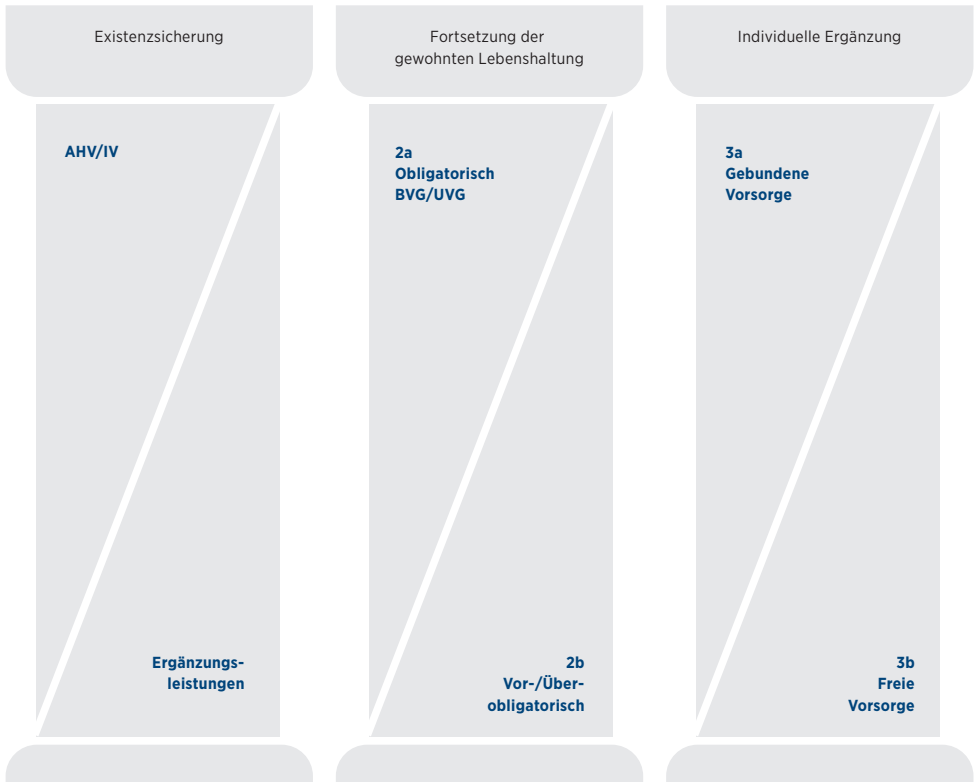 Existenzsicherung
Fortsetzung der
gewohnten Lebenshaltung
Individuelle Ergänzung
AHV/IV
2a
Obligatorisch
BVG/UVG
3a
Gebundene
Vorsorge
Ergänzungs-
leistungen
2b
Vor-/Über-
obligatorisch
3b
Freie
Vorsorge